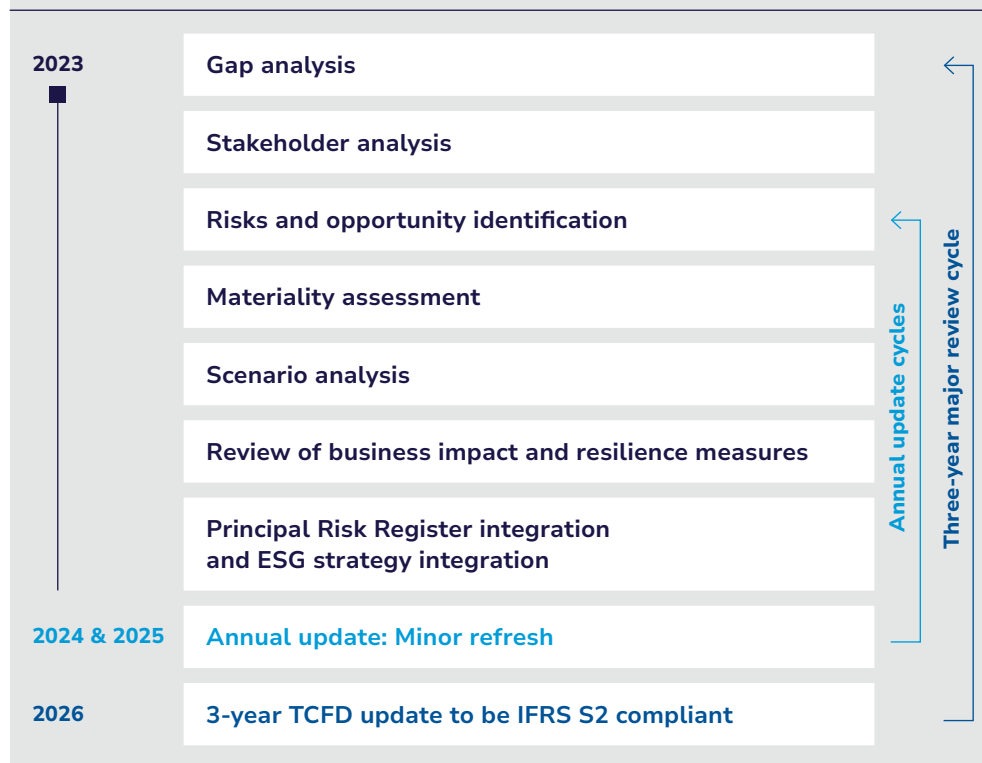 2023
Gap analysis
Stakeholder analysis
Risks and opportunity identification
Materiality assessment
Scenario analysis
Review of business impact and resilience measures
Principal Risk Register integration
and ESG strategy integration
2024 & 2025
Annual update: Minor refresh
2026
3-year TCFD update to be IFRS S2 compliant
Annual update cycles
Three-year major review cycle